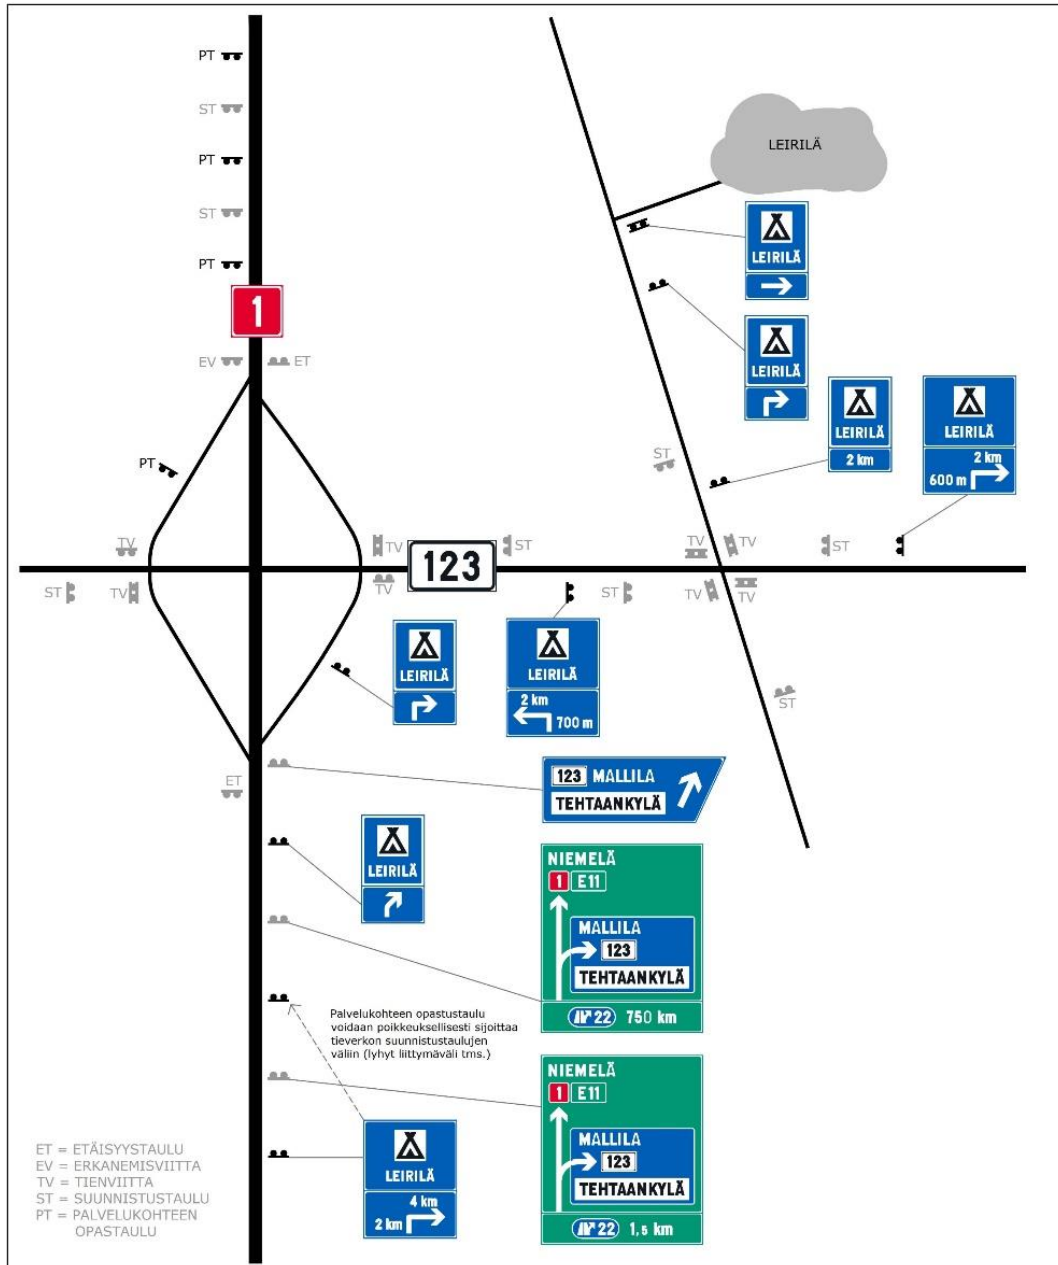 PT
ST
PT
ST
PT
1
EV
ET
PT
TV
ST
TV
TV
123
ST
TV
LEIRILÄ
LEIRILÄ
LEIRILÄ
LEIRILÄ
2 km
LEIRILÄ
2 km
600 m
ST
TV
TV
ST
ST
TV
TV
ST
LEIRILÄ
LEIRILÄ
2 km
700 m
ET
123 MALLILA
TEHTAANKYLÄ
LEIRILÄ
NIEMELÄ
1 E11
MALLILA
123
TEHTAANKYLÄ
22 750 km
Palvelukohteen opastustaulu
voidaan poikkeuksellisesti sijoittaa
tieverkon suunnistustaulujen
väliin (lyhyt liittymäväli tms.)
NIEMELÄ
1 E11
MALLILA
123
TEHTAANKYLÄ
22 1,5 km
LEIRILÄ
4 km
2 km
ET = ETÄISYYSTAULU
EV = ERKANEMISVIITTA
TV = TIENVIITTA
ST = SUUNNISTUSTAULU
PT = PALVELUKOHTEEN
OPASTAULU